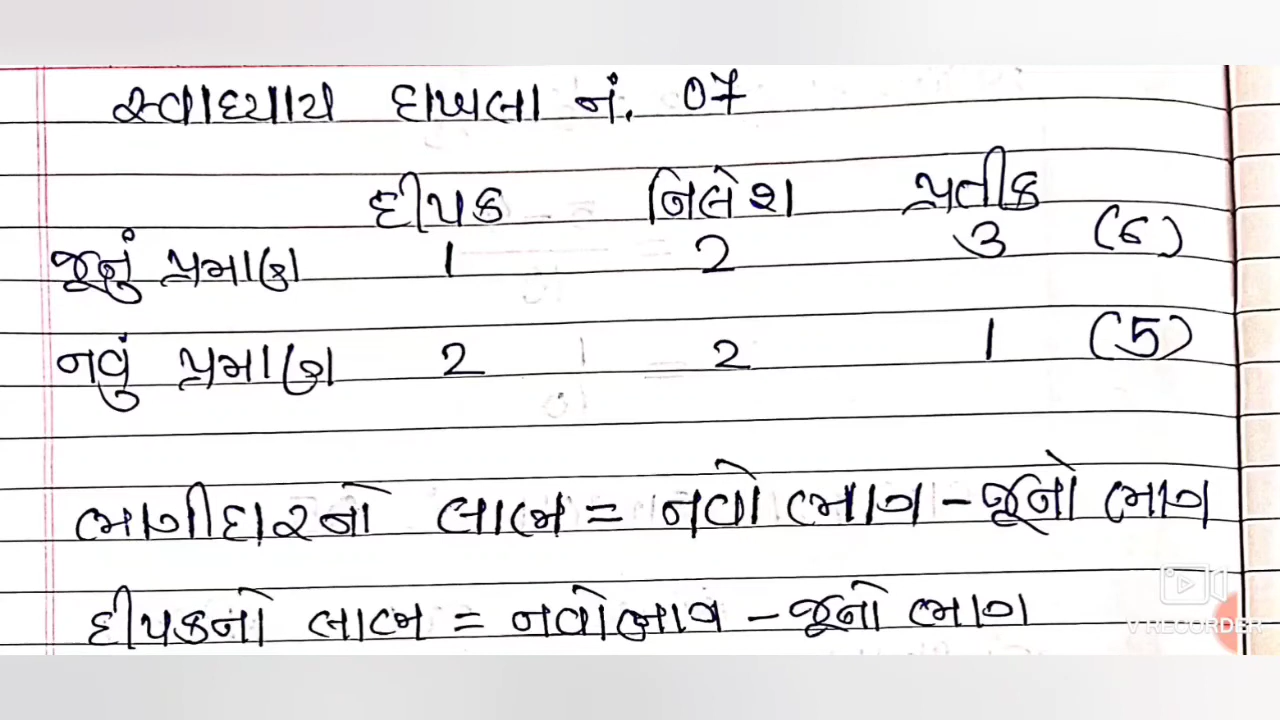 સ્વાધ્યાય દાખલા નં. 07
દીપક નિલેશ પ્રતીક
જૂનું પ્રમાણ 1 2 3 (6)
નવું પ્રમાણ 2 2 1 (5)
ભાગીદારનો લાભ = નવો ભાગ - જૂનો ભાગ
દીપકનો લાભ = નવોભાગ - જૂનો ભાગ
V RECORDER